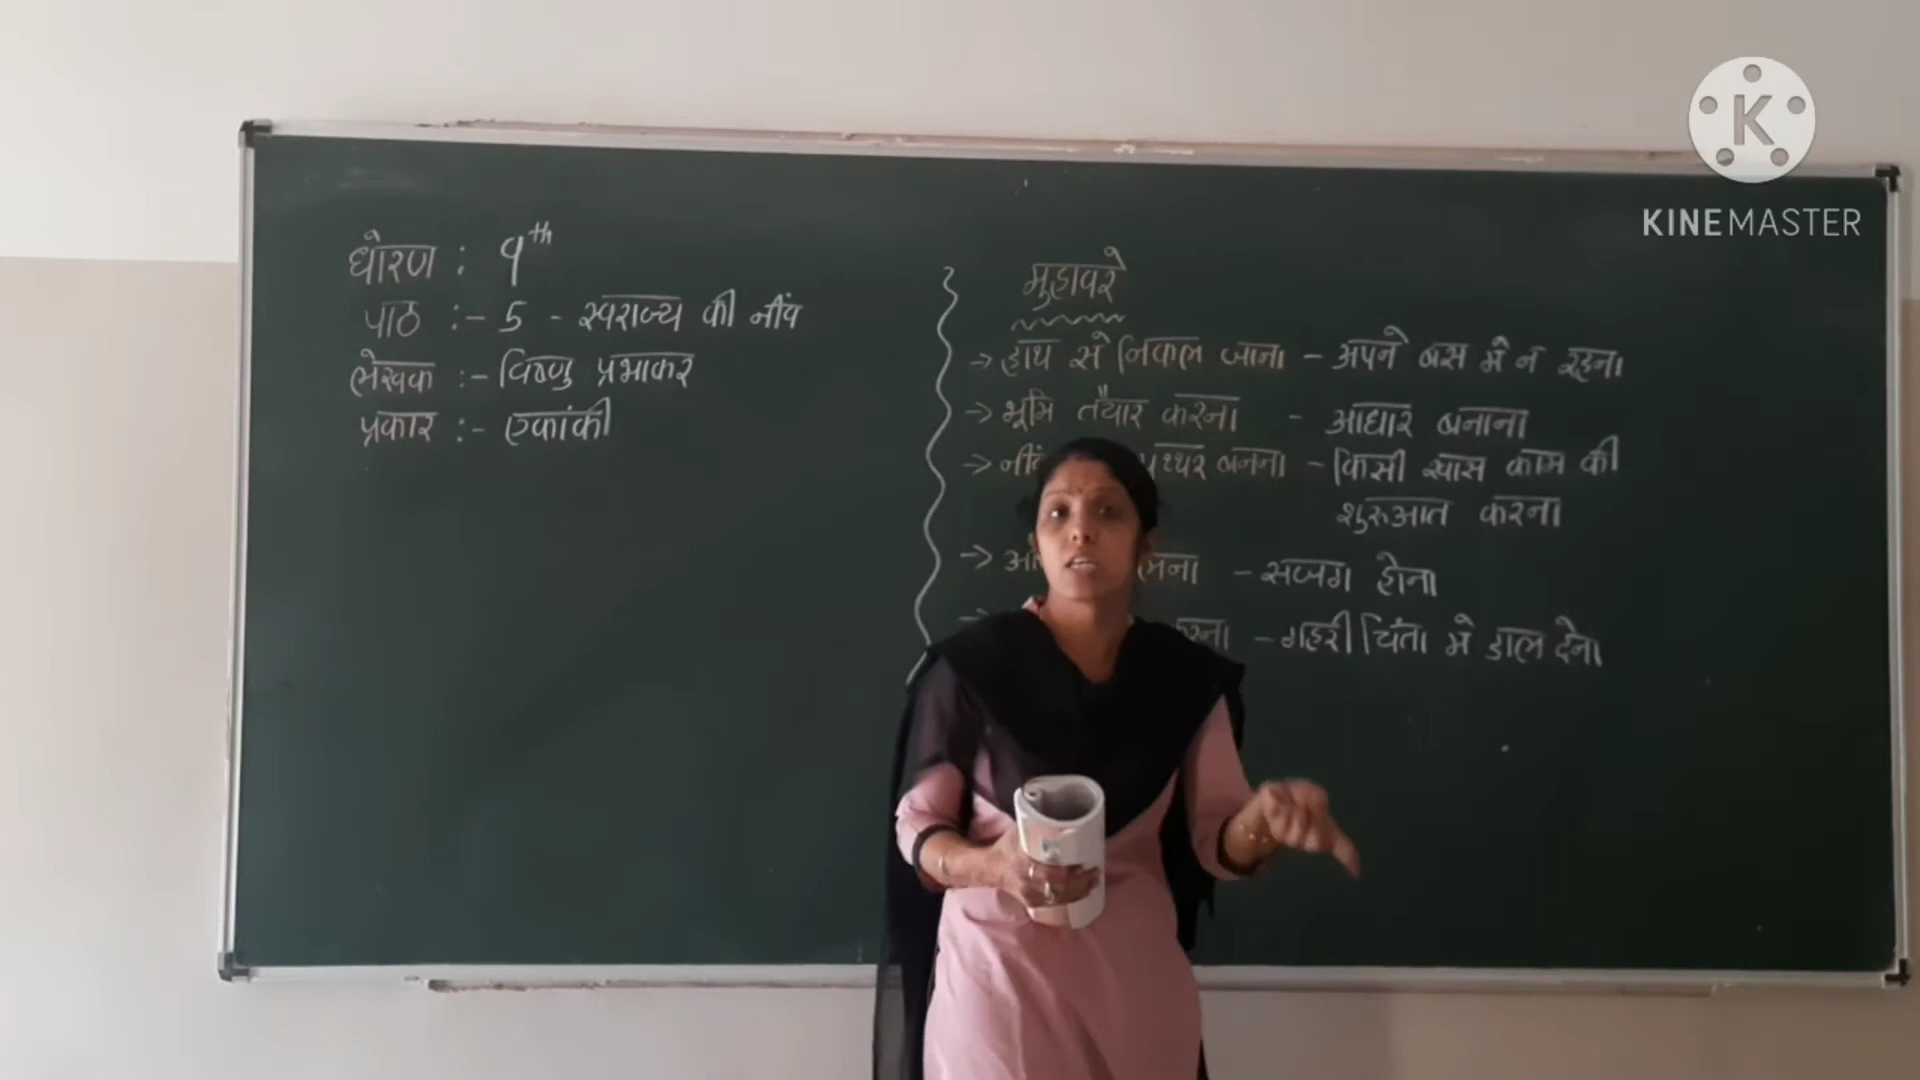 धोरण : 9th
पाठ :- 5 - स्वराज्य की नींव
लेखक :- विष्णु प्रभाकर
प्रकार :- एकांकी
मुहावरे
→ हाथ से निकल जाना - अपने बस में न रहना
→ भूमि तैयार करना - आधार बनाना
→ पथ्थर बनना - किसी खास काम की
शुरुआत करना
→ - सजग होना
- गहरी चिंता में डाल देना
KINEMASTER